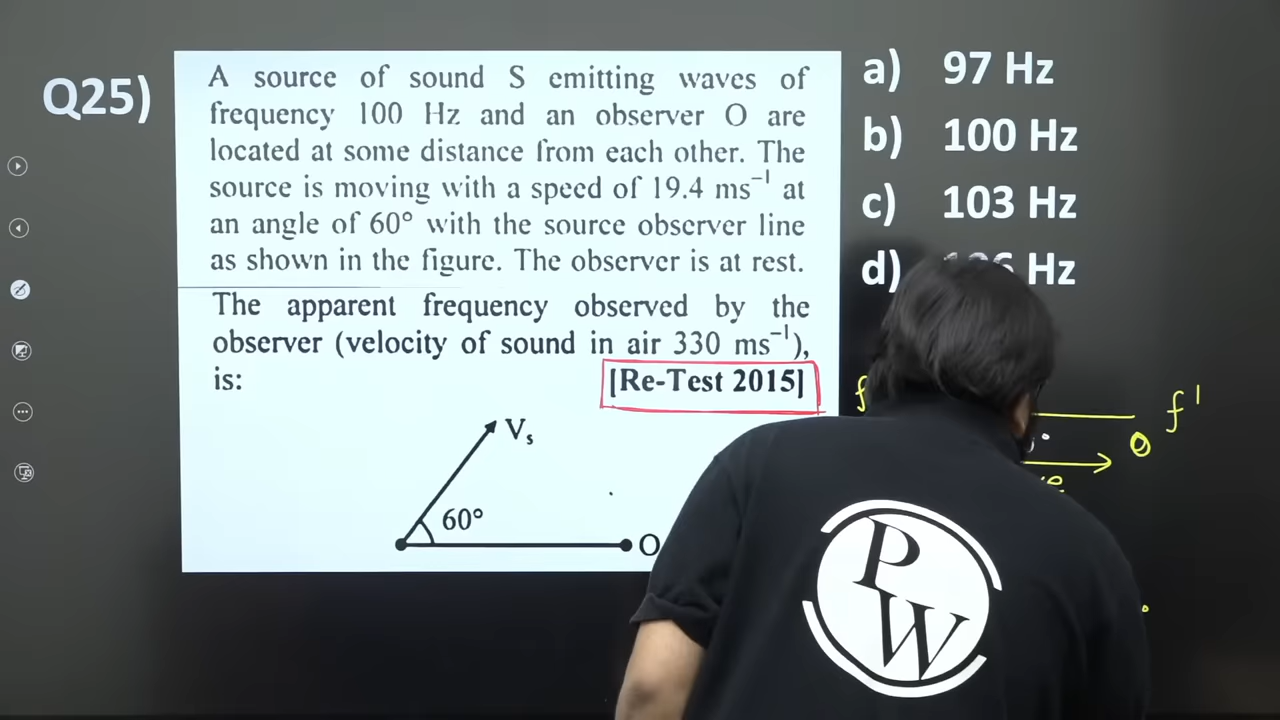 Q25)
A source of sound S emitting waves of
frequency 100 Hz and an observer O are
located at some distance from each other. The
source is moving with a speed of 19.4 ms⁻¹ at
an angle of 60° with the source observer line
as shown in the figure. The observer is at rest.
The apparent frequency observed by the
observer (velocity of sound in air 330 ms⁻¹),
is:
[Re-Test 2015]
Vs
60°
O
a) 97 Hz
b) 100 Hz
c) 103 Hz
d) Hz
f f'
O
P
W